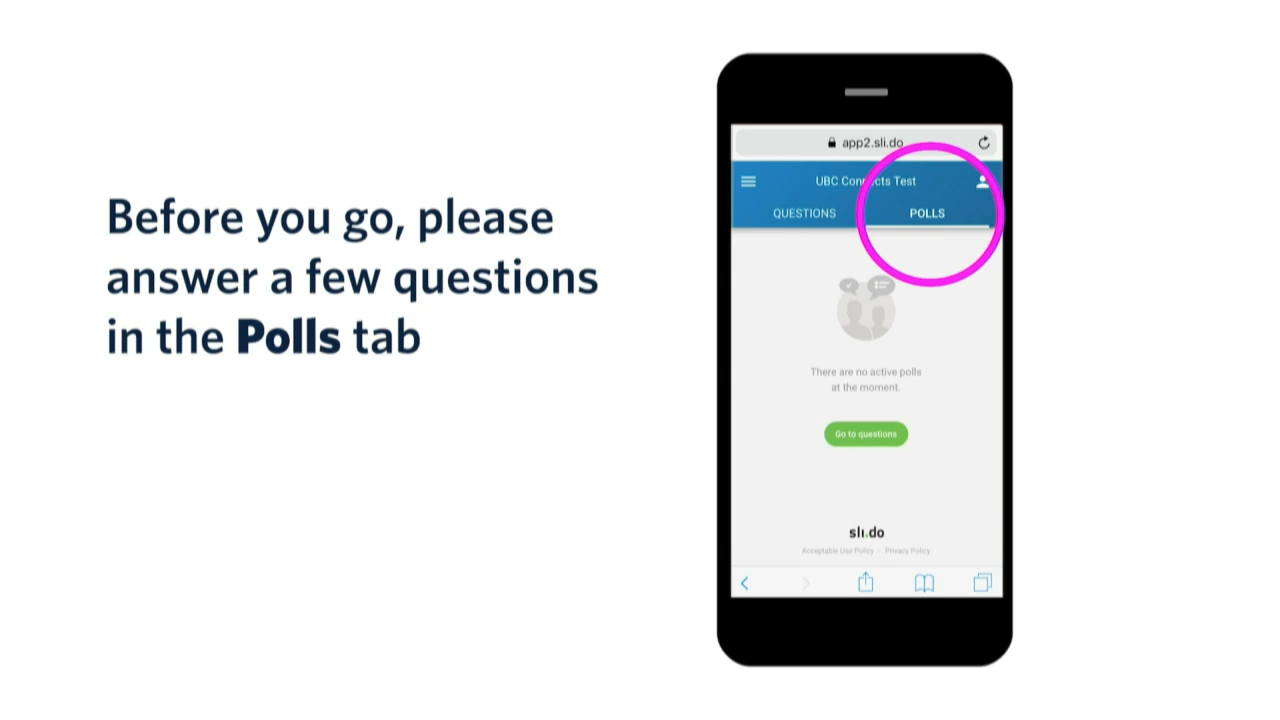 Before you go, please
answer a few questions
in the Polls tab
app2.sli.do
UBC Connects Test
QUESTIONS
POLLS
There are no active polls
at the moment.
Go to questions
sli.do
Acceptable Use Policy - Privacy Policy